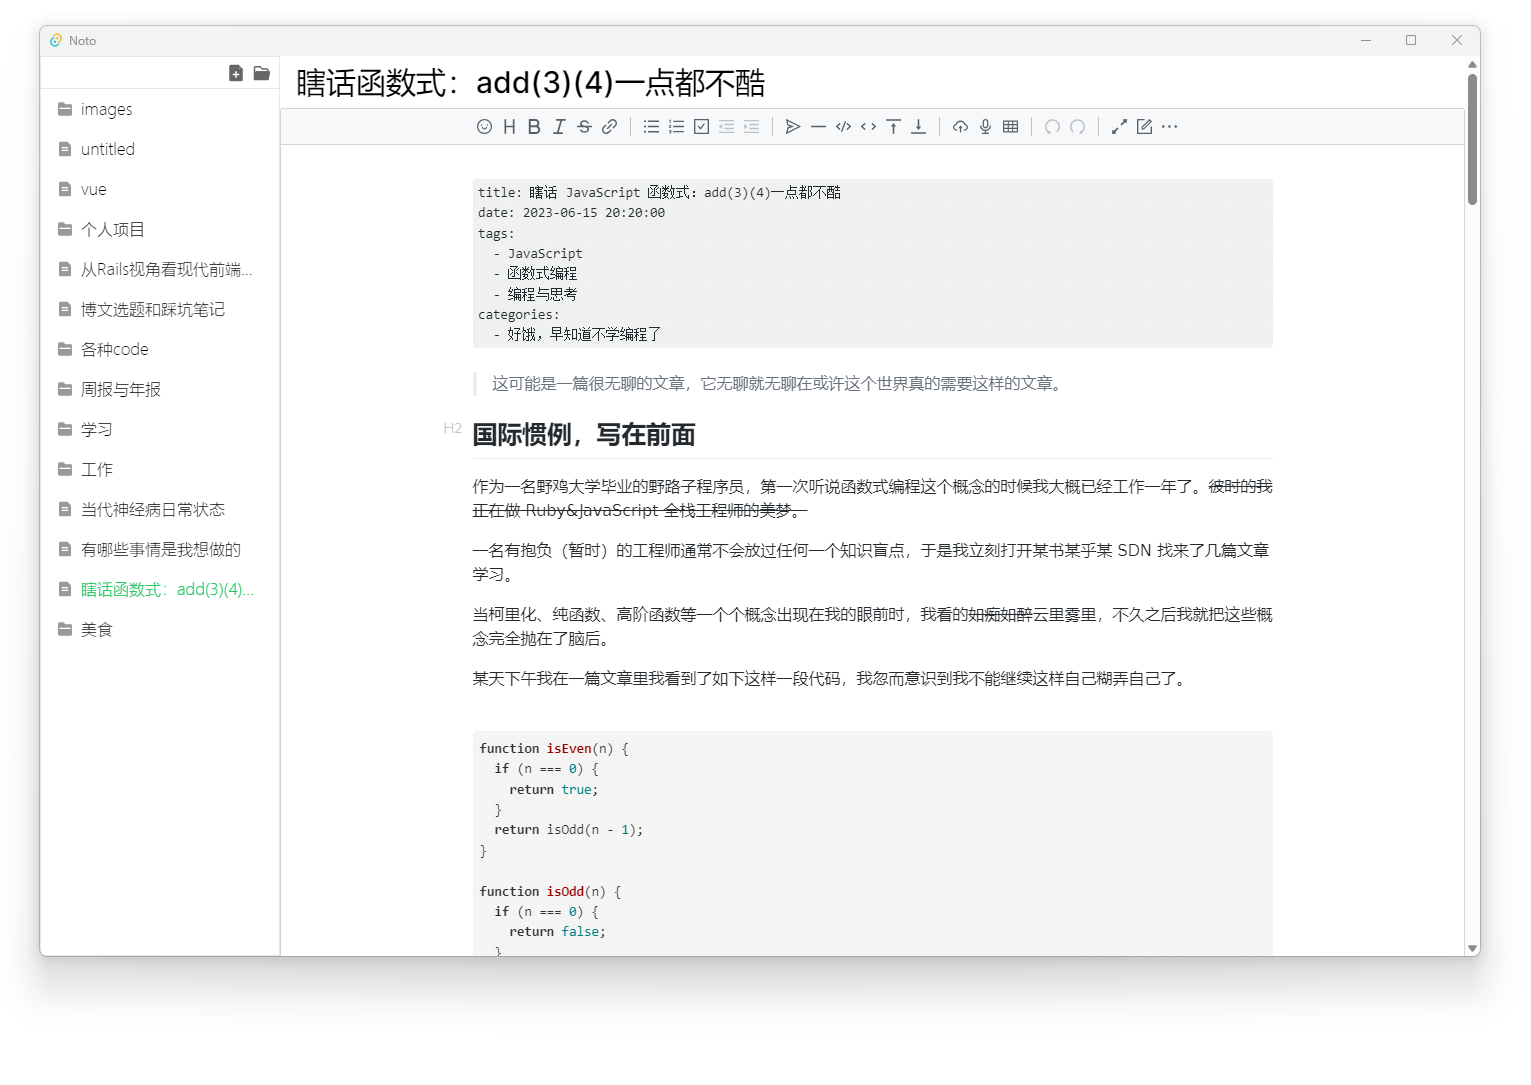 Noto
images
untitled
vue
个人项目
从Rails视角看现代前端...
博文选题和踩坑笔记
各种code
周报与年报
学习
工作
当代神经病日常状态
有哪些事情是我想做的
瞎话函数式：add(3)(4)...
美食
瞎话函数式：add(3)(4)一点都不酷
title: 瞎话 JavaScript 函数式：add(3)(4)一点都不酷
date: 2023-06-15 20:20:00
tags:
  - JavaScript
  - 函数式编程
  - 编程与思考
categories:
  - 好饿，早知道不学编程了
这可能是一篇很无聊的文章，它无聊就无聊在或许这个世界真的需要这样的文章。
H2 国际惯例，写在前面
作为一名野鸡大学毕业的野路子程序员，第一次听说函数式编程这个概念的时候我大概已经工作一年了。彼时的我
正在做 Ruby&JavaScript 全栈工程师的美梦。
一名有抱负（暂时）的工程师通常不会放过任何一个知识盲点，于是我立刻打开某书某乎某 SDN 找来了几篇文章
学习。
当柯里化、纯函数、高阶函数等一个个概念出现在我的眼前时，我看的如痴如醉云里雾里，不久之后我就把这些概
念完全抛在了脑后。
某天下午我在一篇文章里我看到了如下这样一段代码，我忽而意识到我不能继续这样自己糊弄自己了。
function isEven(n) {
  if (n === 0) {
    return true;
  }
  return isOdd(n - 1);
}
function isOdd(n) {
  if (n === 0) {
    return false;
  }